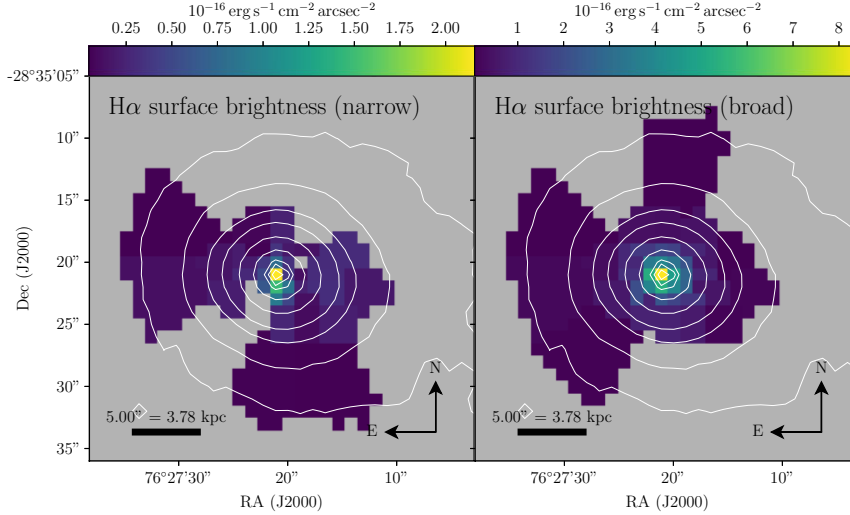 10⁻¹⁶ erg s⁻¹ cm⁻² arcsec⁻²
10⁻¹⁶ erg s⁻¹ cm⁻² arcsec⁻²
0.25 0.50 0.75 1.00 1.25 1.50 1.75 2.00
1 2 3 4 5 6 7 8
-28°35′05″
10″
15″
20″
25″
30″
35″
Dec (J2000)
Hα surface brightness (narrow)
Hα surface brightness (broad)
N
E
5.00″ = 3.78 kpc
N
E
5.00″ = 3.78 kpc
76°27′30″ 20″ 10″
76°27′30″ 20″ 10″
RA (J2000)
RA (J2000)